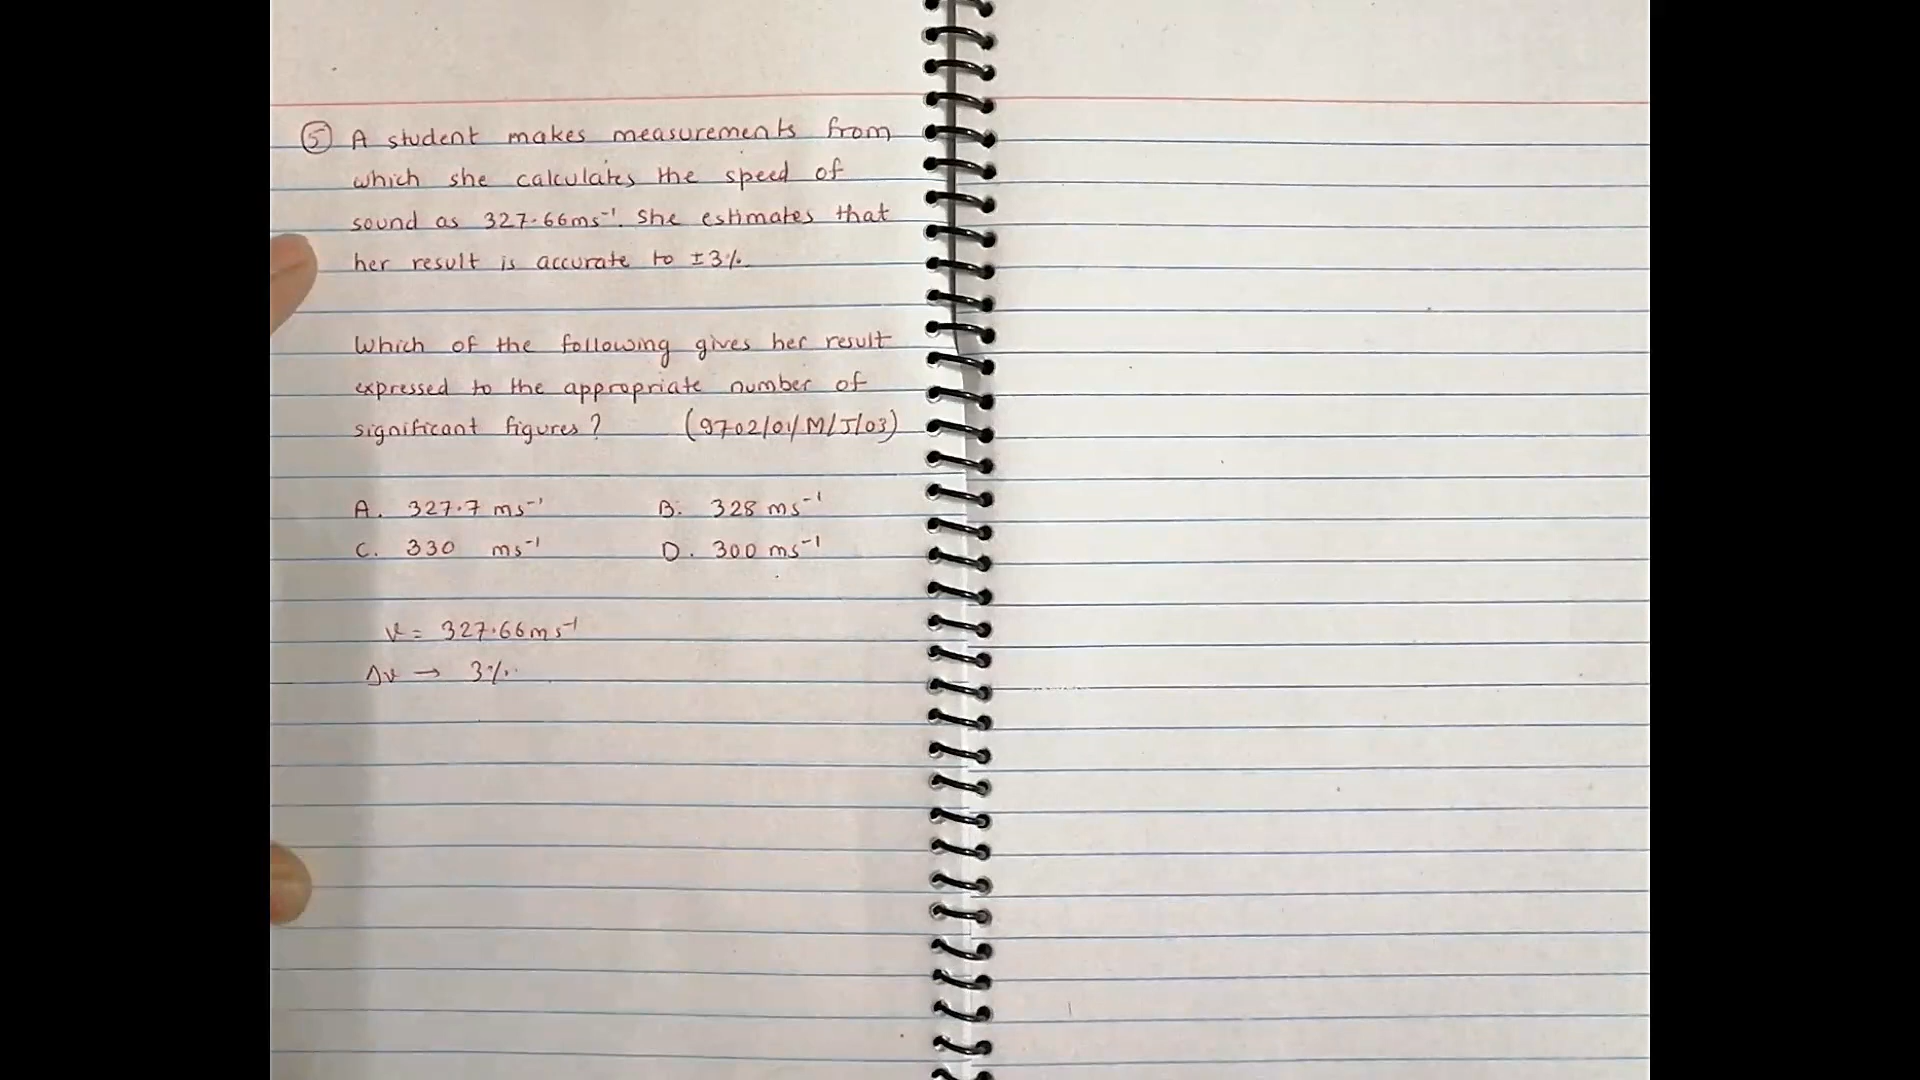 ⑤ A student makes measurements from
which she calculates the speed of
sound as 327.66ms⁻¹. She estimates that
her result is accurate to ±3%.
Which of the following gives her result
expressed to the appropriate number of
significant figures? (9702/01/M/J/03)
A. 327.7 ms⁻¹ B. 328 ms⁻¹
C. 330 ms⁻¹ D. 300 ms⁻¹
v = 327.66ms⁻¹
Δv → 3%.